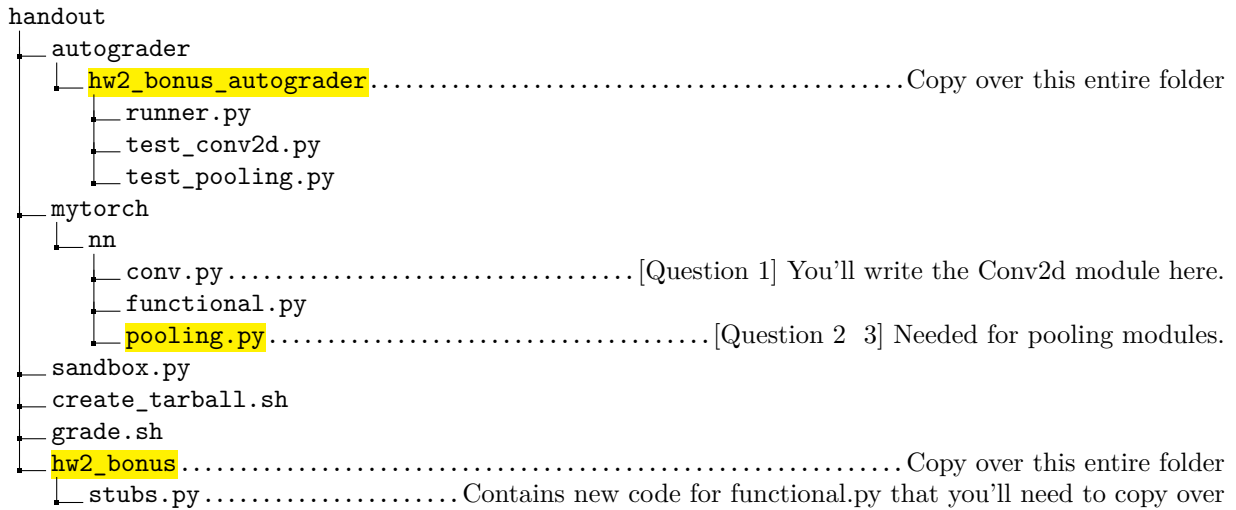 handout
autograder
hw2_bonus_autograder............................................Copy over this entire folder
runner.py
test_conv2d.py
test_pooling.py
mytorch
nn
conv.py..................................[Question 1] You'll write the Conv2d module here.
functional.py
pooling.py.....................................[Question 2 3] Needed for pooling modules.
sandbox.py
create_tarball.sh
grade.sh
hw2_bonus.............................................................Copy over this entire folder
stubs.py.....................Contains new code for functional.py that you'll need to copy over